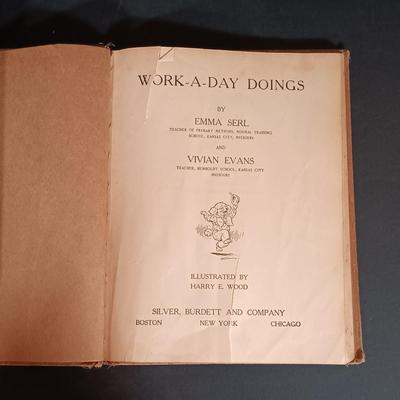 WORK-A-DAY DOINGS
BY
EMMA SERL
TEACHER OF PRIMARY METHODS, NORMAL TRAINING
SCHOOL, KANSAS CITY, MISSOURI
AND
VIVIAN EVANS
TEACHER, HUMBOLDT SCHOOL, KANSAS CITY
MISSOURI
ILLUSTRATED BY
HARRY E. WOOD
SILVER, BURDETT AND COMPANY
BOSTON NEW YORK CHICAGO